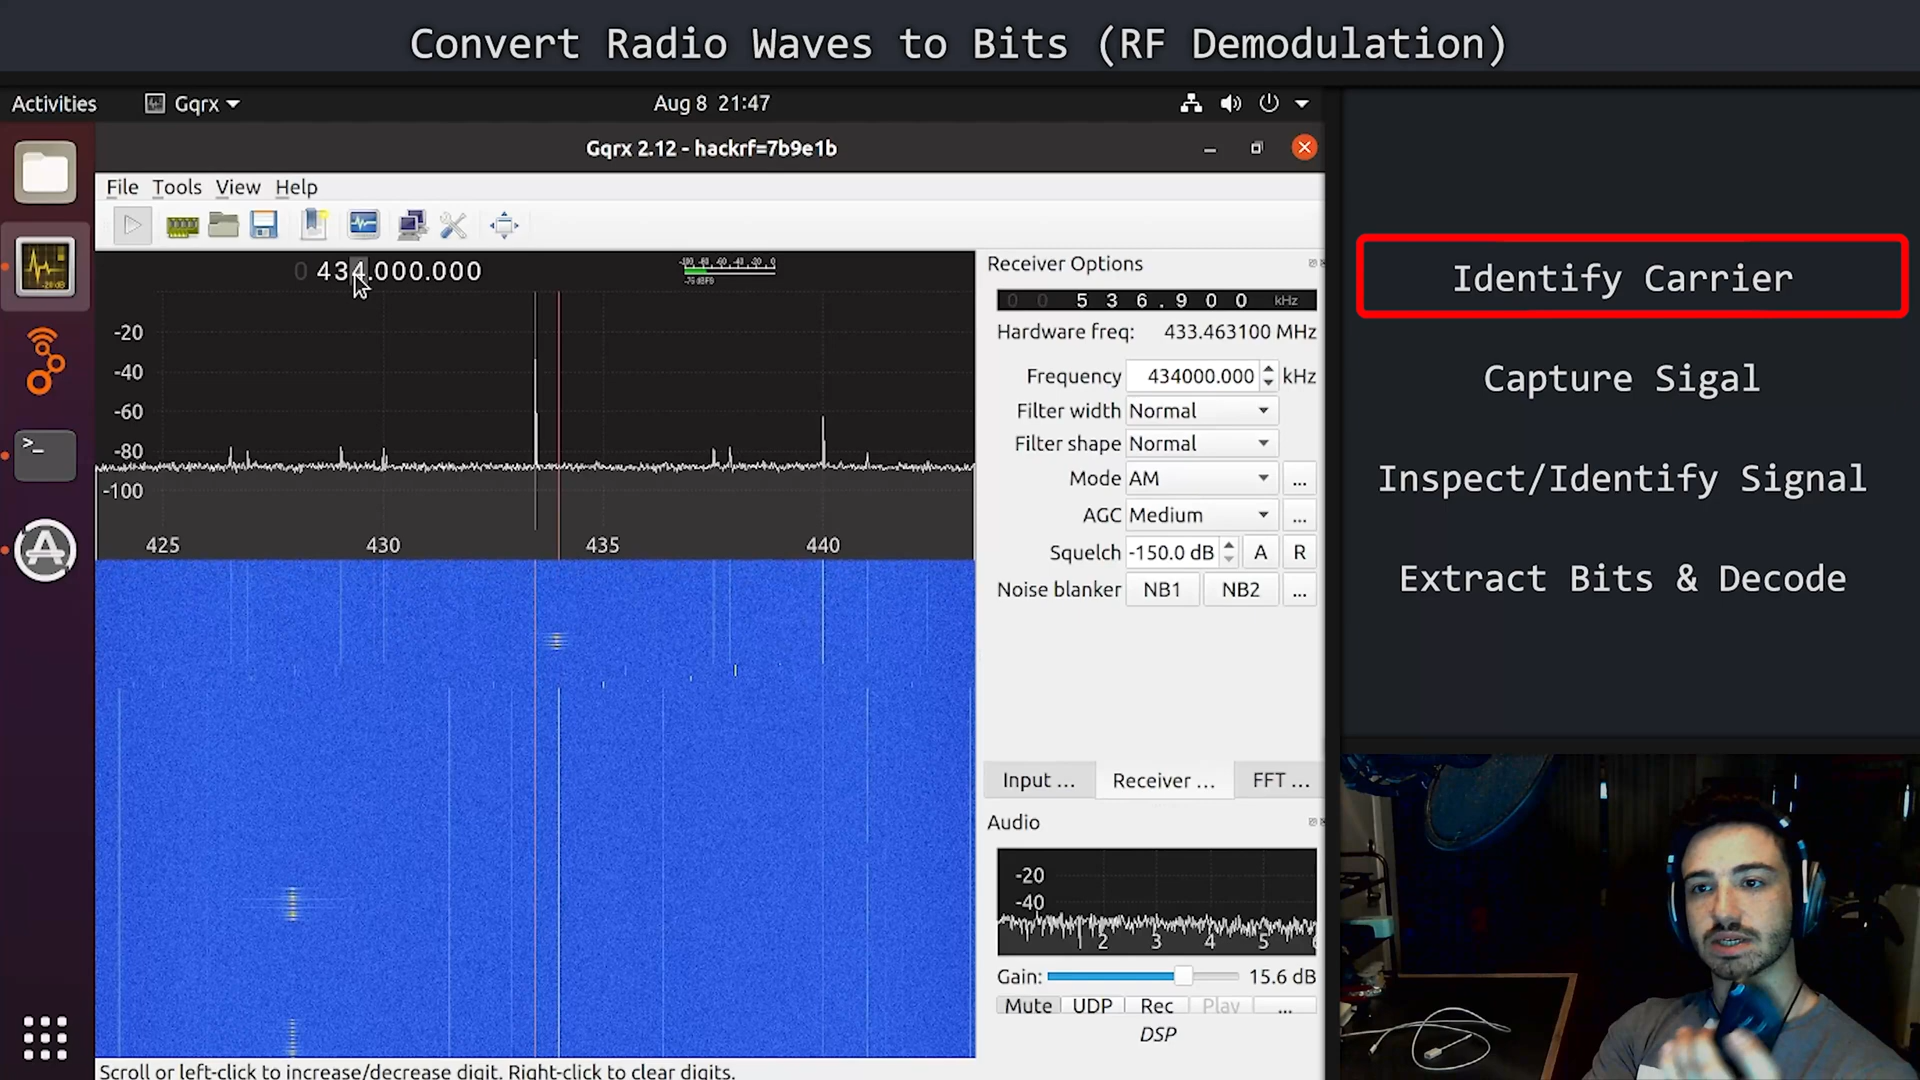 Convert Radio Waves to Bits (RF Demodulation)
Activities
Gqrx
Aug 8 21:47
Gqrx 2.12 - hackrf=7b9e1b
File Tools View Help
0 434.000.000
-20
-40
-60
-80
-100
425 430 435 440
Receiver Options
0 0 5 3 6 . 9 0 0 kHz
Hardware freq: 433.463100 MHz
Frequency 434000.000 kHz
Filter width Normal
Filter shape Normal
Mode AM ...
AGC Medium ...
Squelch -150.0 dB A R
Noise blanker NB1 NB2 ...
Input ... Receiver ... FFT ...
Audio
-20
-40
1 2 3 4 5 6
Gain: 15.6 dB
Mute UDP Rec Play ...
DSP
Scroll or left-click to increase/decrease digit. Right-click to clear digits.
Identify Carrier
Capture Sigal
Inspect/Identify Signal
Extract Bits & Decode